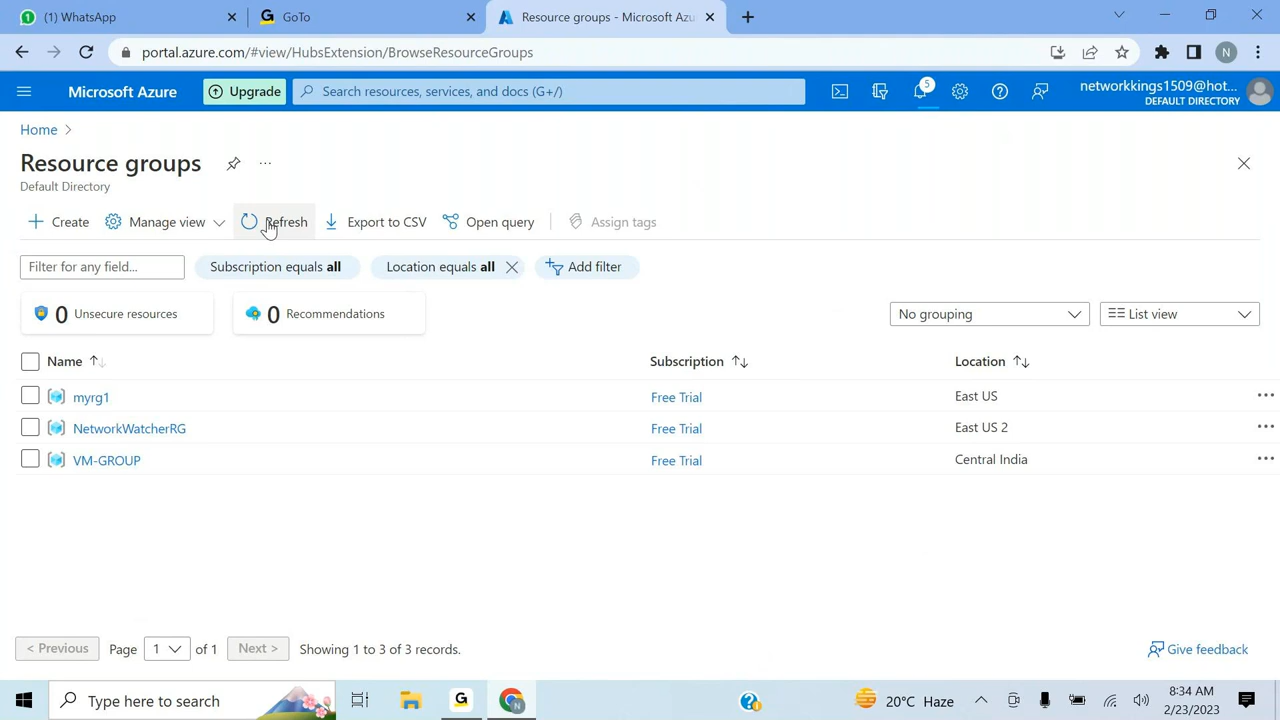 (1) WhatsApp
GoTo
Resource groups - Microsoft Azu
portal.azure.com/#view/HubsExtension/BrowseResourceGroups
N
Microsoft Azure
Upgrade
Search resources, services, and docs (G+/)
5
networkkings1509@hot...
DEFAULT DIRECTORY
Home >
Resource groups
...
Default Directory
+ Create
Manage view
Refresh
Export to CSV
Open query
Assign tags
Filter for any field...
Subscription equals all
Location equals all
Add filter
0 Unsecure resources
0 Recommendations
No grouping
List view
Name ↑↓
Subscription ↑↓
Location ↑↓
myrg1
Free Trial
East US
...
NetworkWatcherRG
Free Trial
East US 2
...
VM-GROUP
Free Trial
Central India
...
< Previous
Page
1
of 1
Next >
Showing 1 to 3 of 3 records.
Give feedback
Type here to search
20°C Haze
8:34 AM
2/23/2023